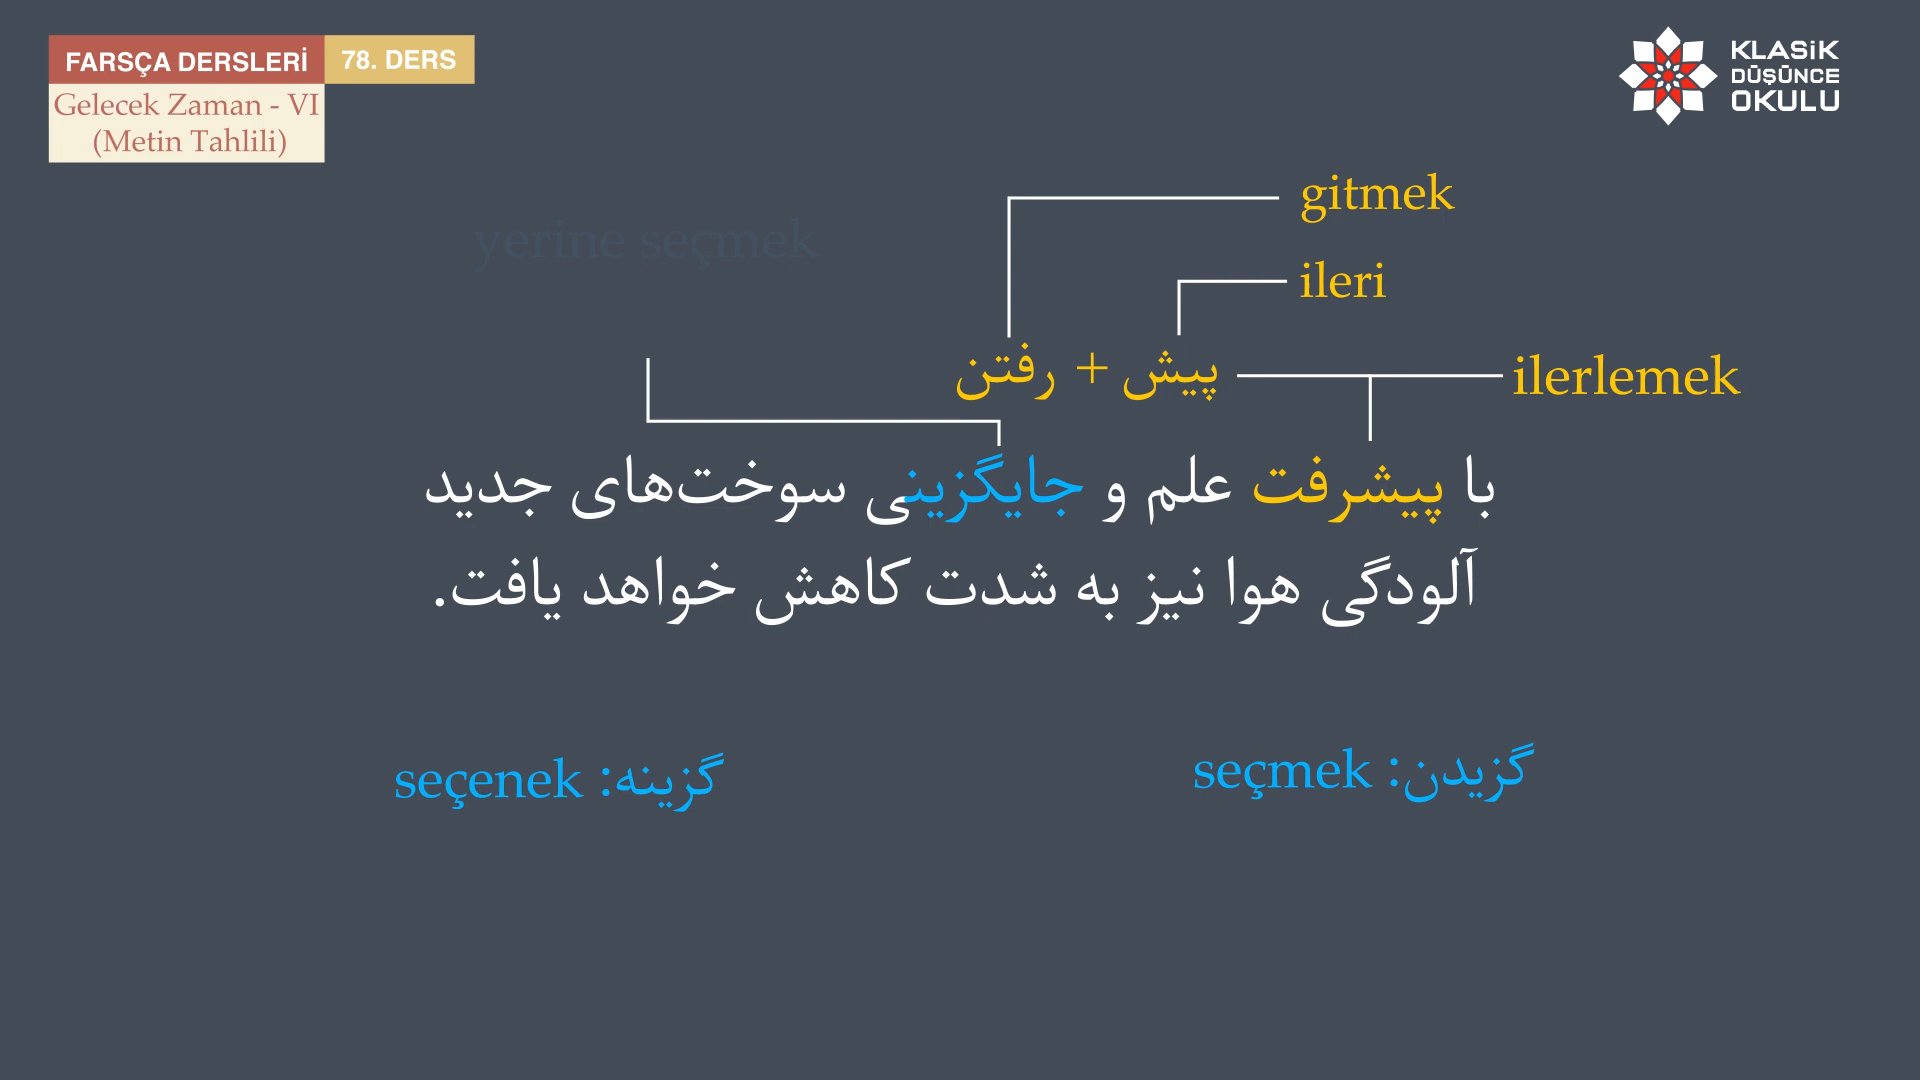 FARSÇA DERSLERİ
78. DERS
Gelecek Zaman - VI
(Metin Tahlili)
KLASiK
DÜŞÜNCE
OKULU
gitmek
yerine seçmek
ileri
پیش + رفتن
ilerlemek
با پیشرفت علم و جایگزینی سوخت‌های جدید
آلودگی هوا نیز به شدت کاهش خواهد یافت.
گزیدن: seçmek
گزینه: seçenek